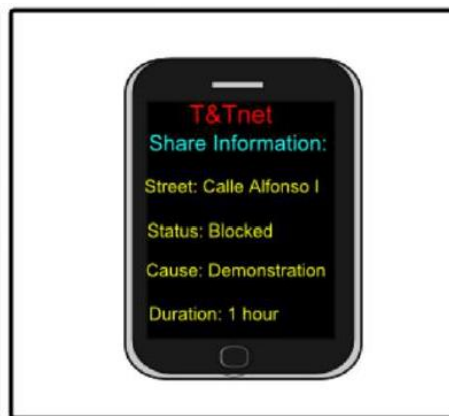 T&Tnet
Share Information:
Street: Calle Alfonso I
Status: Blocked
Cause: Demonstration
Duration: 1 hour